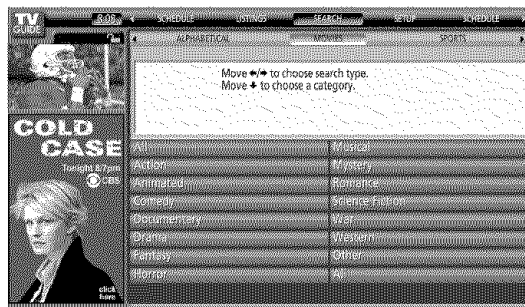 TV
GUIDE
8:05
SCHEDULE LISTINGS SEARCH SETUP SCHEDULE
ALPHABETICAL MOVIES SPORTS
Move ←/→ to choose search type.
Move ↓ to choose a category.
COLD
CASE
Tonight 8/7pm
CBS
click
here
All Musical
Action Mystery
Animated Romance
Comedy Science Fiction
Documentary War
Drama Western
Fantasy Other
Horror All